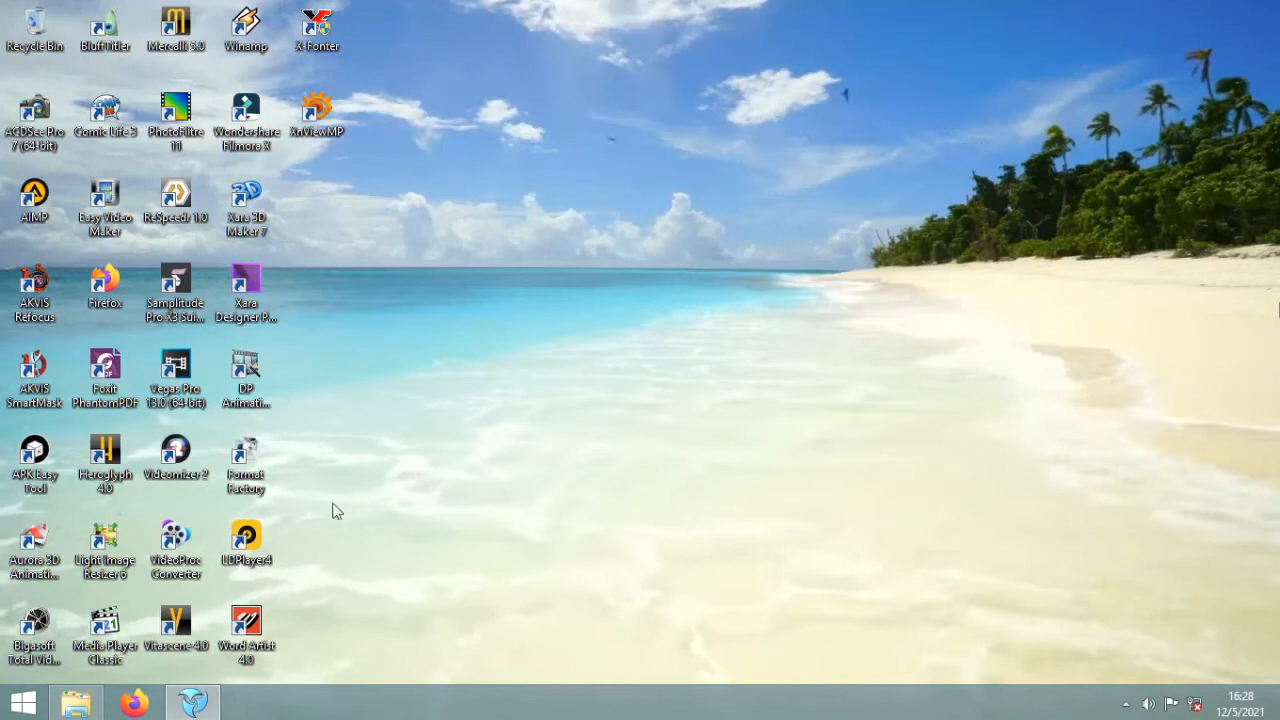 Recycle Bin
BluffTitler
Mercalli 3.0
Winamp
X-Fonter
ACDSee Pro
7 (64-bit)
Comic Life 3
PhotoFiltre
11
Wondershare
Filmora X
XnViewMP
AIMP
Easy Video
Maker
ReSpeedr 1.0
Xara 3D
Maker 7
AKVIS
Refocus
Firefox
Samplitude
Pro X3 Sui...
Xara
Designer P...
AKVIS
SmartMask
Foxit
PhantomPDF
Vegas Pro
13.0 (64-bit)
DP
Animati...
APK Easy
Tool
Heroglyph
4.0
Videomizer 2
Format
Factory
Aurora 3D
Animati...
Light Image
Resizer 6
VideoProc
Converter
LDPlayer4
Bigasoft
Total Vid...
Media Player
Classic
Vitascene 4.0
Word Artist
4.0
16:28
12/5/2021